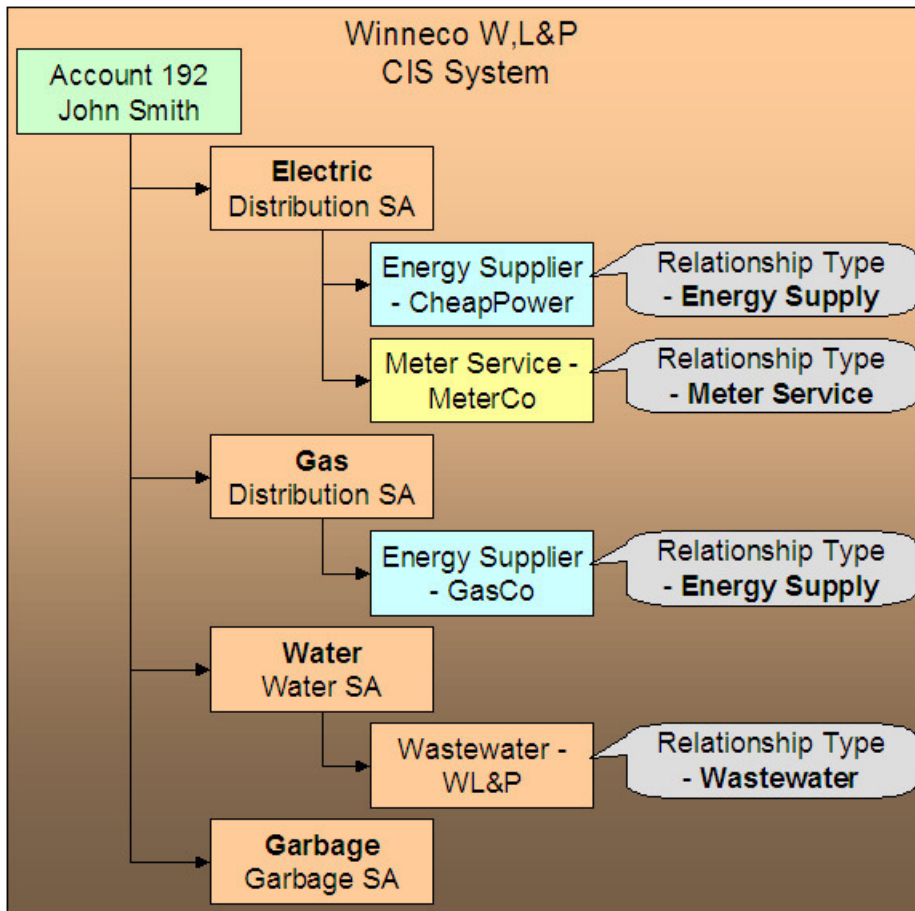 Winneco W,L&P
CIS System
Account 192
John Smith
Electric
Distribution SA
Energy Supplier
- CheapPower
Relationship Type
- Energy Supply
Meter Service -
MeterCo
Relationship Type
- Meter Service
Gas
Distribution SA
Energy Supplier
- GasCo
Relationship Type
- Energy Supply
Water
Water SA
Wastewater -
WL&P
Relationship Type
- Wastewater
Garbage
Garbage SA